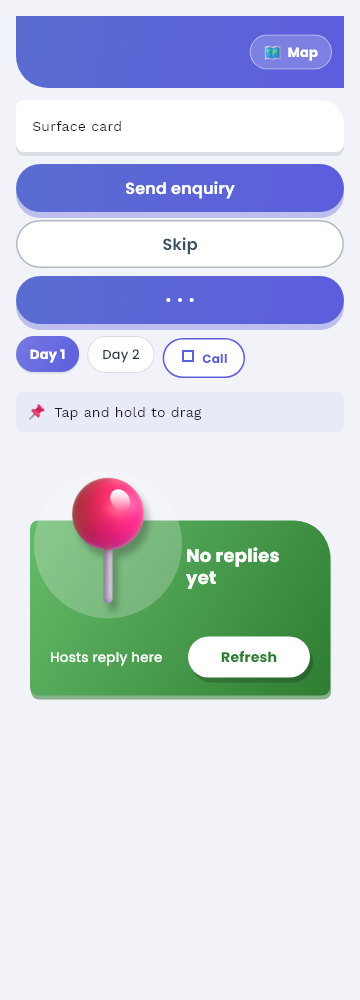 Map
Surface card
Send enquiry
Skip
• • •
Day 1
Day 2
Call
Tap and hold to drag
No replies
yet
Hosts reply here
Refresh